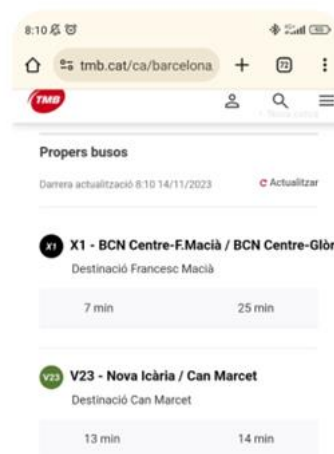 8:10
tmb.cat/ca/barcelona
72
TMB
Propers busos
Darrera actualització 8:10 14/11/2023
Actualitzar
X1 X1 - BCN Centre-F.Macià / BCN Centre-Glòr
Destinació Francesc Macià
7 min 25 min
V23 V23 - Nova Icària / Can Marcet
Destinació Can Marcet
13 min 14 min